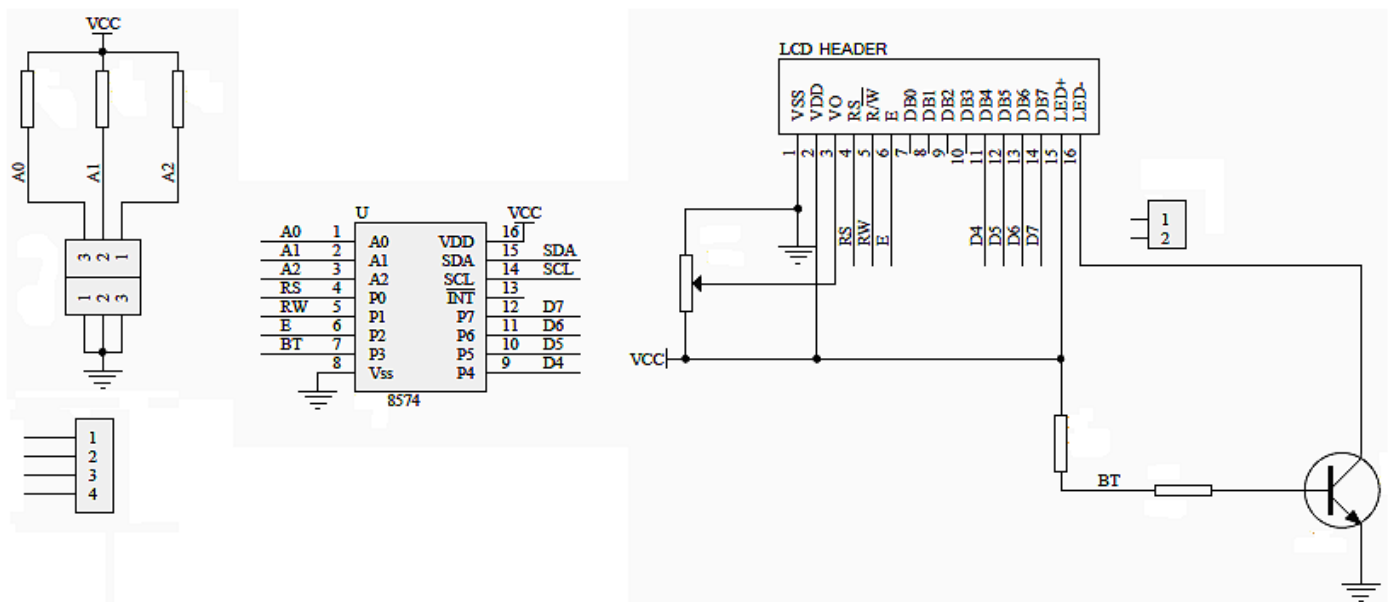 VCC
A0
A1
A2
3 2 1
1 2 3
1
2
3
4
U
VCC
A0 1 A0 VDD 16
A1 2 A1 SDA 15 SDA
A2 3 A2 SCL 14 SCL
RS 4 P0 INT 13
RW 5 P1 P7 12 D7
E 6 P2 P6 11 D6
BT 7 P3 P5 10 D5
8 Vss P4 9 D4
8574
LCD HEADER
VSS VDD VO RS R/W E DB0 DB1 DB2 DB3 DB4 DB5 DB6 DB7 LED+ LED-
1 2 3 4 5 6 7 8 9 10 11 12 13 14 15 16
RS RW E D4 D5 D6 D7
1
2
VCC
BT